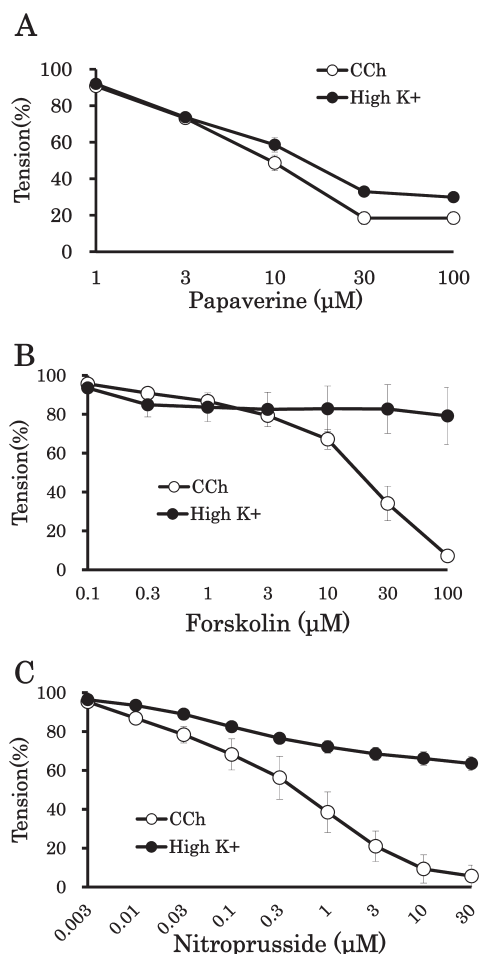 A
100
80
60
40
20
0
Tension(%)
CCh
High K+
1 3 10 30 100
Papaverine (µM)
B
100
80
60
40
20
0
Tension(%)
CCh
High K+
0.1 0.3 1 3 10 30 100
Forskolin (µM)
C
100
80
60
40
20
0
Tension(%)
CCh
High K+
0.003 0.01 0.03 0.1 0.3 1 3 10 30
Nitroprusside (µM)